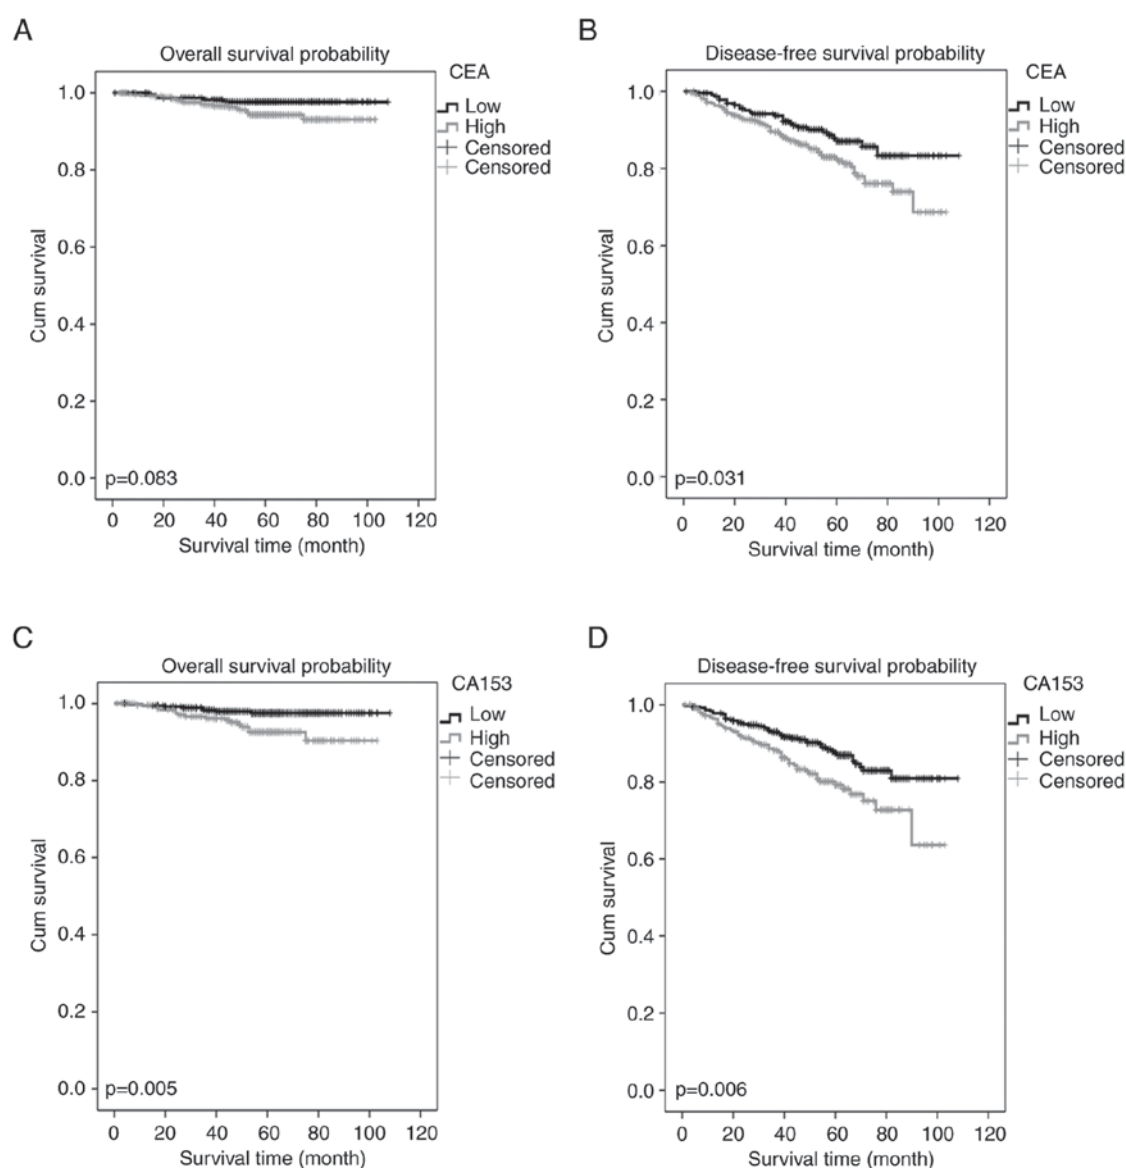 A
Overall survival probability
CEA
Low
High
Censored
Censored
1.0
0.8
0.6
0.4
0.2
0.0
Cum survival
p=0.083
0 20 40 60 80 100 120
Survival time (month)
B
Disease-free survival probability
CEA
Low
High
Censored
Censored
1.0
0.8
0.6
0.4
0.2
0.0
Cum survival
p=0.031
0 20 40 60 80 100 120
Survival time (month)
C
Overall survival probability
CA153
Low
High
Censored
Censored
1.0
0.8
0.6
0.4
0.2
0.0
Cum survival
p=0.005
0 20 40 60 80 100 120
Survival time (month)
D
Disease-free survival probability
CA153
Low
High
Censored
Censored
1.0
0.8
0.6
0.4
0.2
0.0
Cum survival
p=0.006
0 20 40 60 80 100 120
Survival time (month)